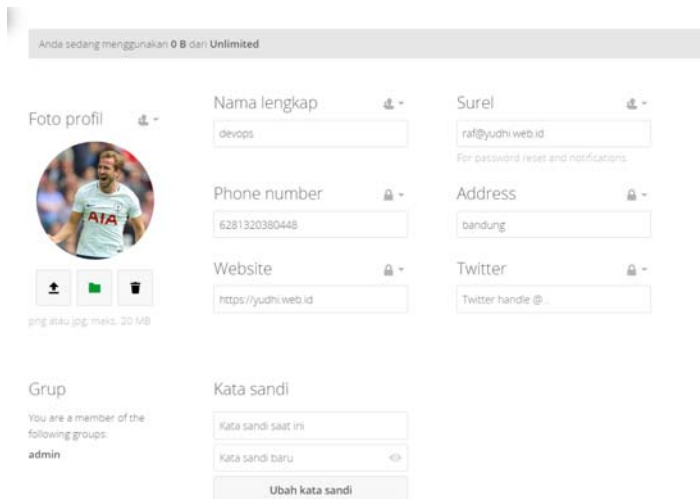 Anda sedang menggunakan 0 B dari Unlimited
Foto profil
AIA
png atau jpg, maks. 20 MB
Nama lengkap
devops
Surel
raf@yudhi.web.id
For password reset and notifications
Phone number
6281320380448
Address
bandung
Website
https://yudhi.web.id
Twitter
Twitter handle @...
Grup
You are a member of the
following groups:
admin
Kata sandi
Kata sandi saat ini
Kata sandi baru
Ubah kata sandi